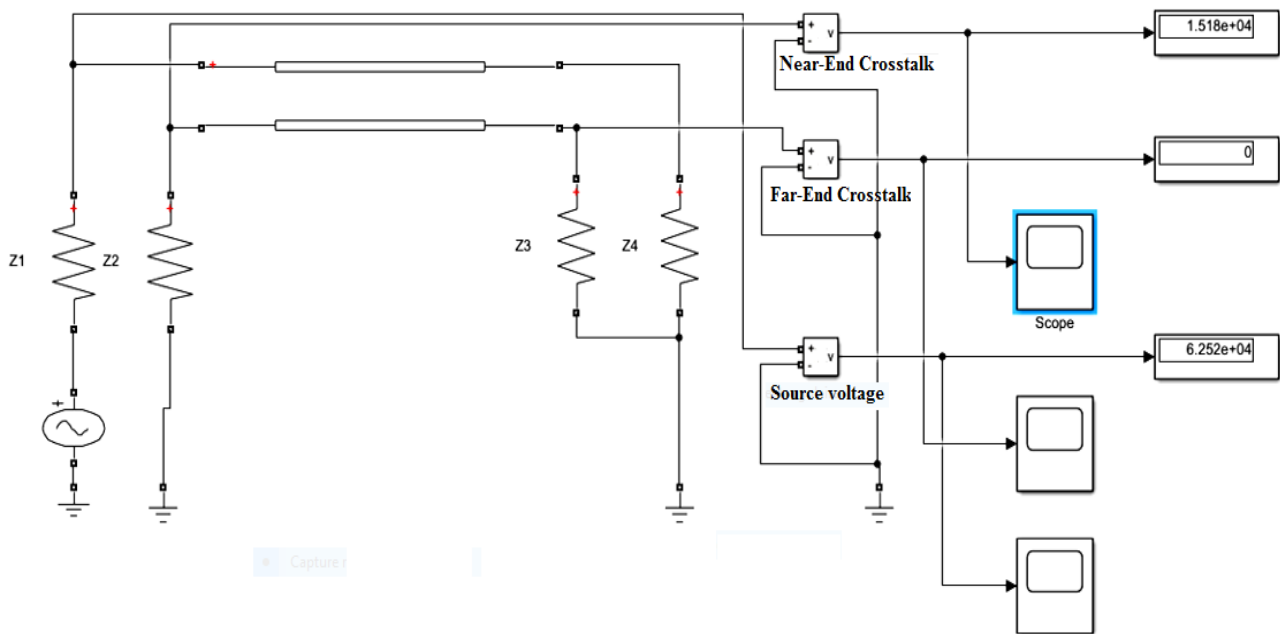 +
-
v
Near-End Crosstalk
1.518e+04
+
-
v
Far-End Crosstalk
0
Z1
Z2
Z3
Z4
Scope
+
-
v
Source voltage
6.252e+04
Capture